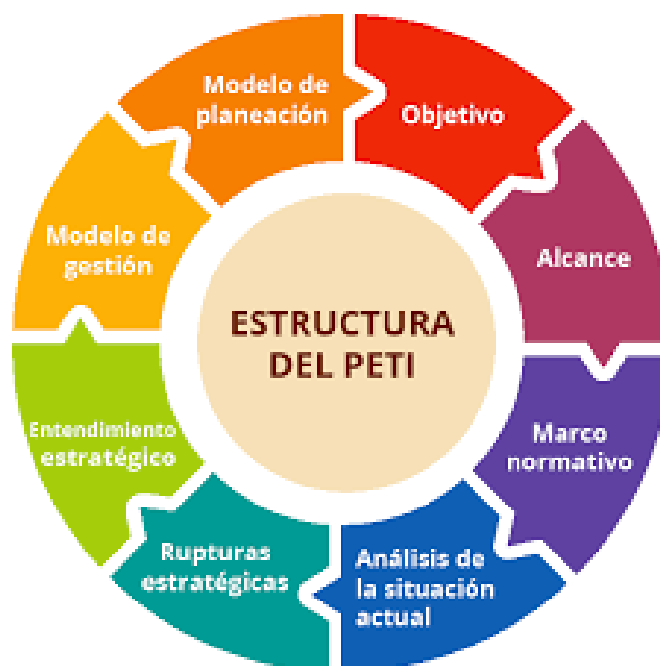 ESTRUCTURA
DEL PETI
Objetivo
Alcance
Marco
normativo
Análisis de
la situación
actual
Rupturas
estratégicas
Entendimiento
estratégico
Modelo de
gestión
Modelo de
planeación